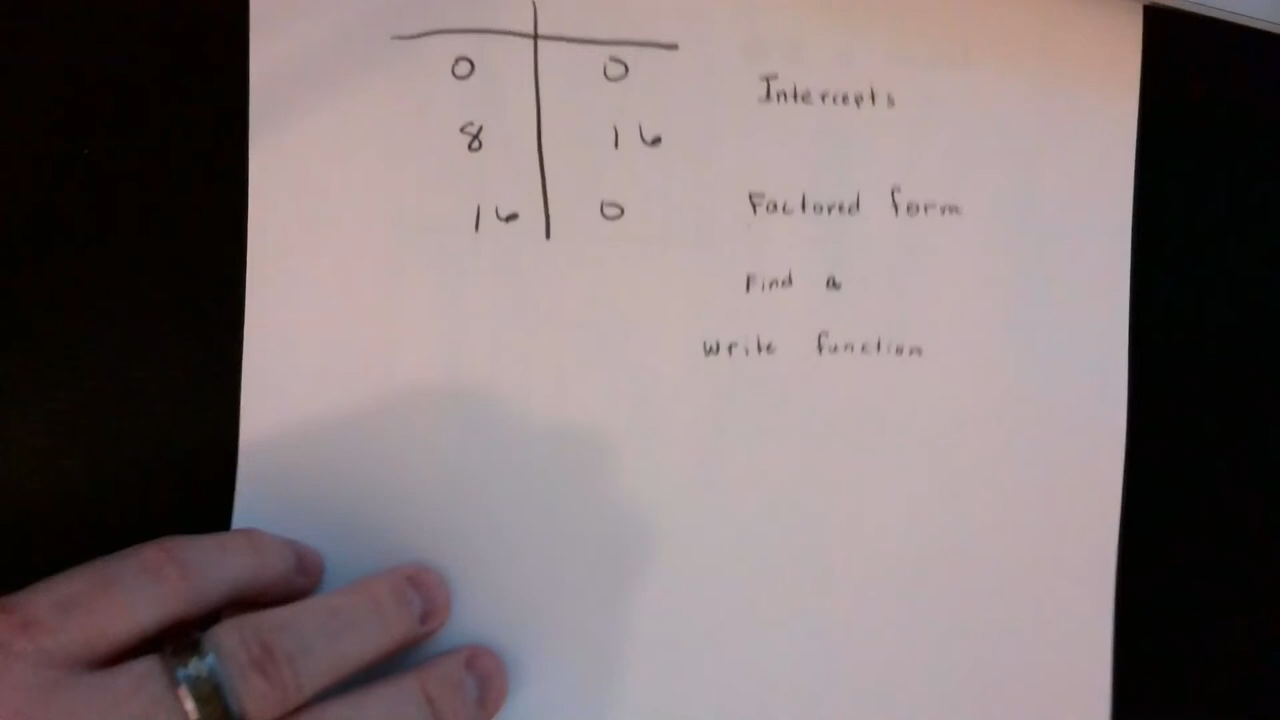 0 0
8 16
16 0
Intercepts
Factored form
Find a
Write function